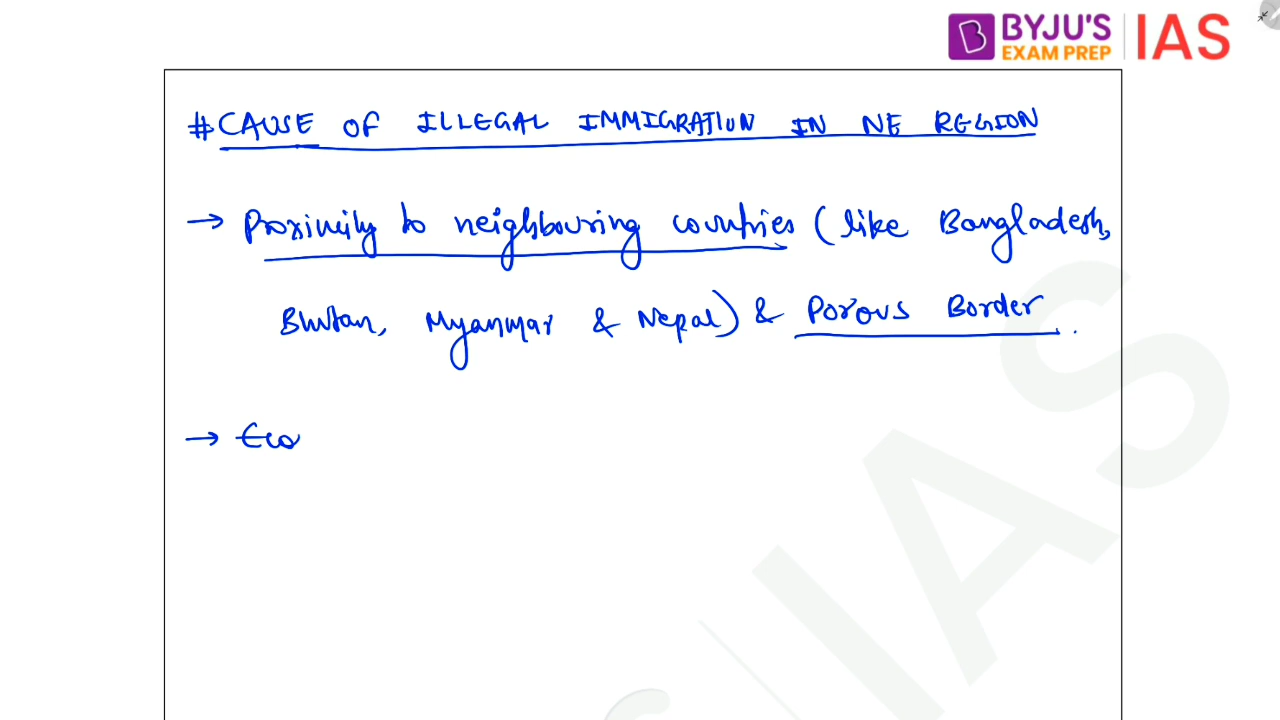 BYJU'S IAS
EXAM PREP
# CAUSE OF ILLEGAL IMMIGRATION IN NE REGION
→ Proximity to neighbouring countries (like Bangladesh,
Bhutan, Myanmar & Nepal) & Porous Border.
→ Eco
IAS